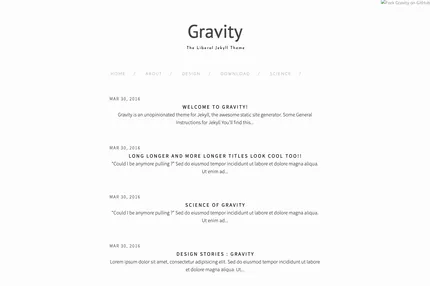 Fork Gravity on GitHub
Gravity
The Liberal Jekyll Theme
HOME / ABOUT / DESIGN / DOWNLOAD / SCIENCE /
MAR 30, 2016
WELCOME TO GRAVITY!
Gravity is an unopinionated theme for Jekyll, the awesome static site generator. Some General
Instructions for Jekyll You'll find this...
MAR 30, 2016
LONG LONGER AND MORE LONGER TITLES LOOK COOL TOO!!
"Could I be anymore pulling ?" Sed do eiusmod tempor incididunt ut labore et dolore magna aliqua.
Ut enim ad...
MAR 30, 2016
SCIENCE OF GRAVITY
"Could I be anymore pulling ?" Sed do eiusmod tempor incididunt ut labore et dolore magna aliqua.
Ut enim ad...
MAR 30, 2016
DESIGN STORIES : GRAVITY
Lorem ipsum dolor sit amet, consectetur adipisicing elit. Sed do eiusmod tempor incididunt ut labore
et dolore magna aliqua. Ut...